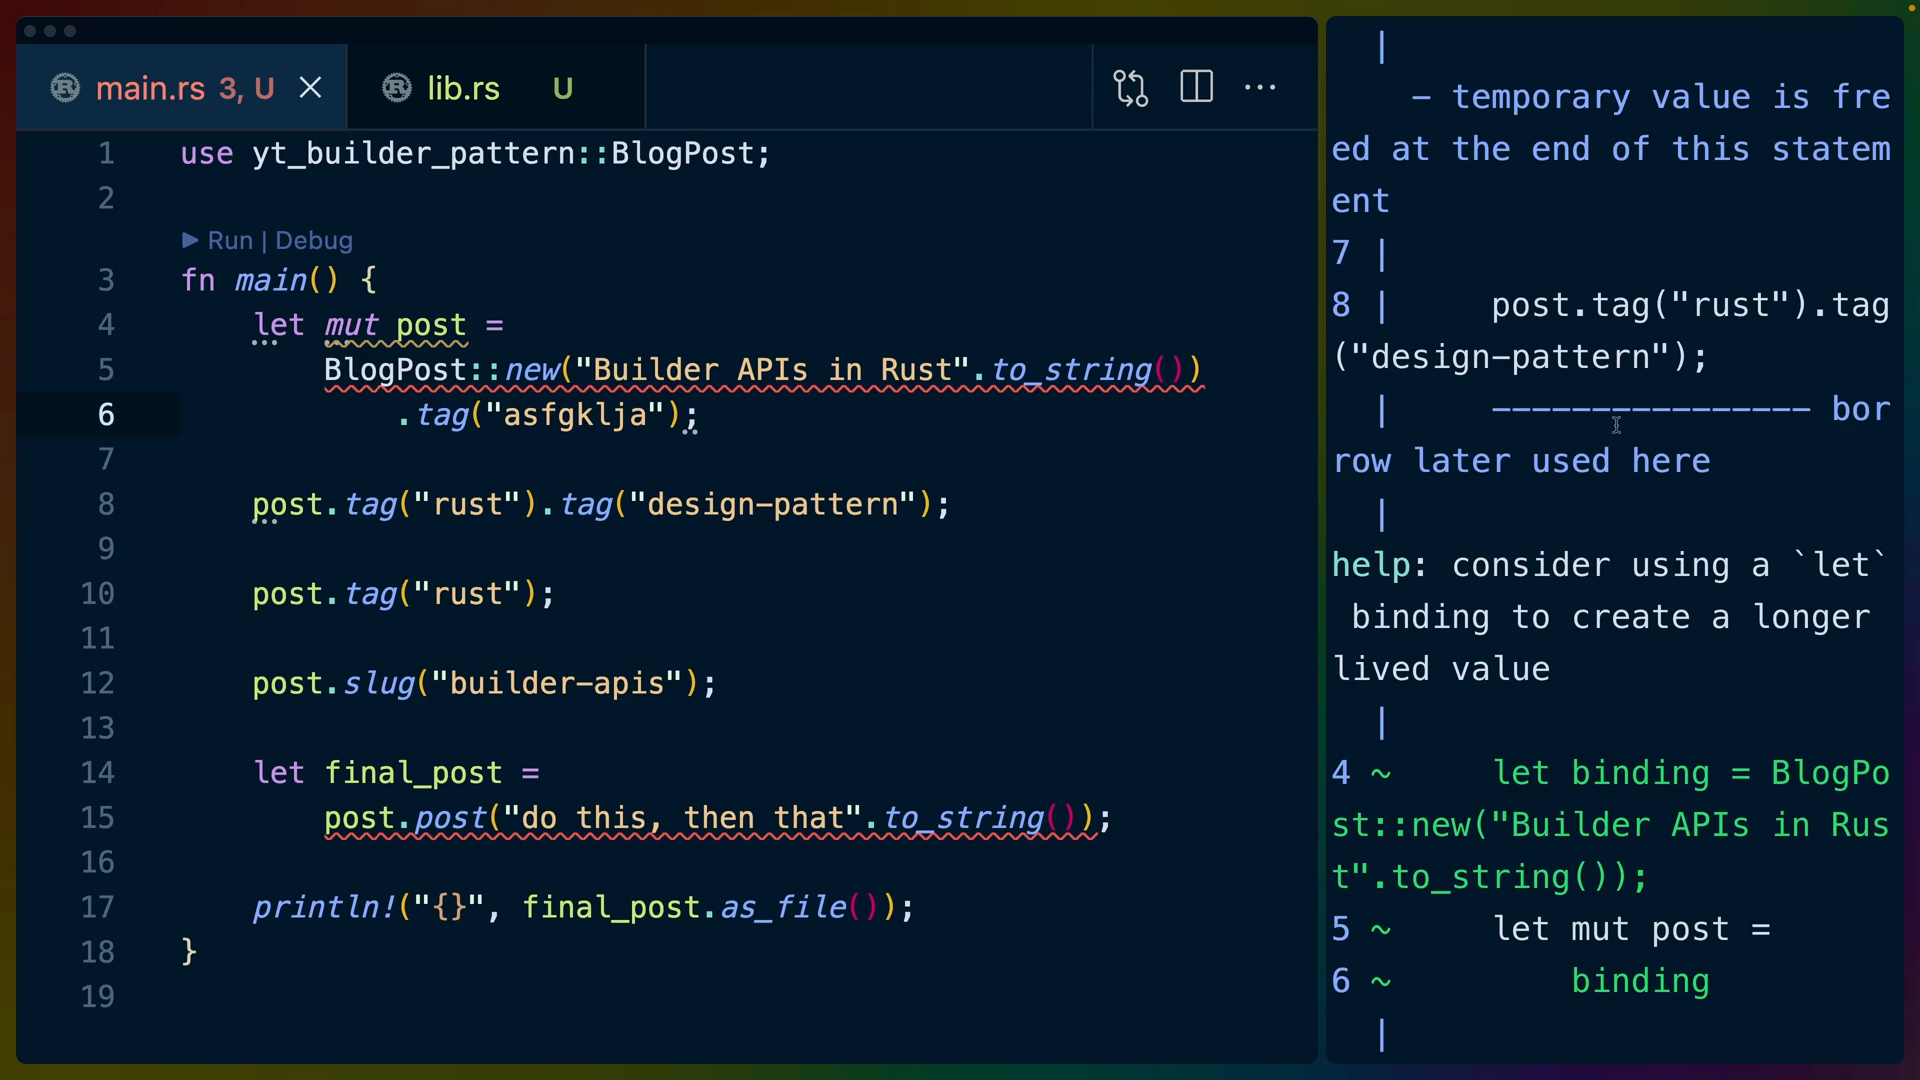 main.rs 3, U
lib.rs U
1 use yt_builder_pattern::BlogPost;
2
Run | Debug
3 fn main() {
4 let mut post =
5 BlogPost::new("Builder APIs in Rust".to_string())
6 .tag("asfgklja");
7
8 post.tag("rust").tag("design-pattern");
9
10 post.tag("rust");
11
12 post.slug("builder-apis");
13
14 let final_post =
15 post.post("do this, then that".to_string());
16
17 println!("{}", final_post.as_file());
18 }
19
|
- temporary value is fre
ed at the end of this statem
ent
7 |
8 | post.tag("rust").tag
("design-pattern");
| ---------------- bor
row later used here
|
help: consider using a `let`
binding to create a longer
lived value
|
4 ~ let binding = BlogPo
st::new("Builder APIs in Rus
t".to_string());
5 ~ let mut post =
6 ~ binding
|